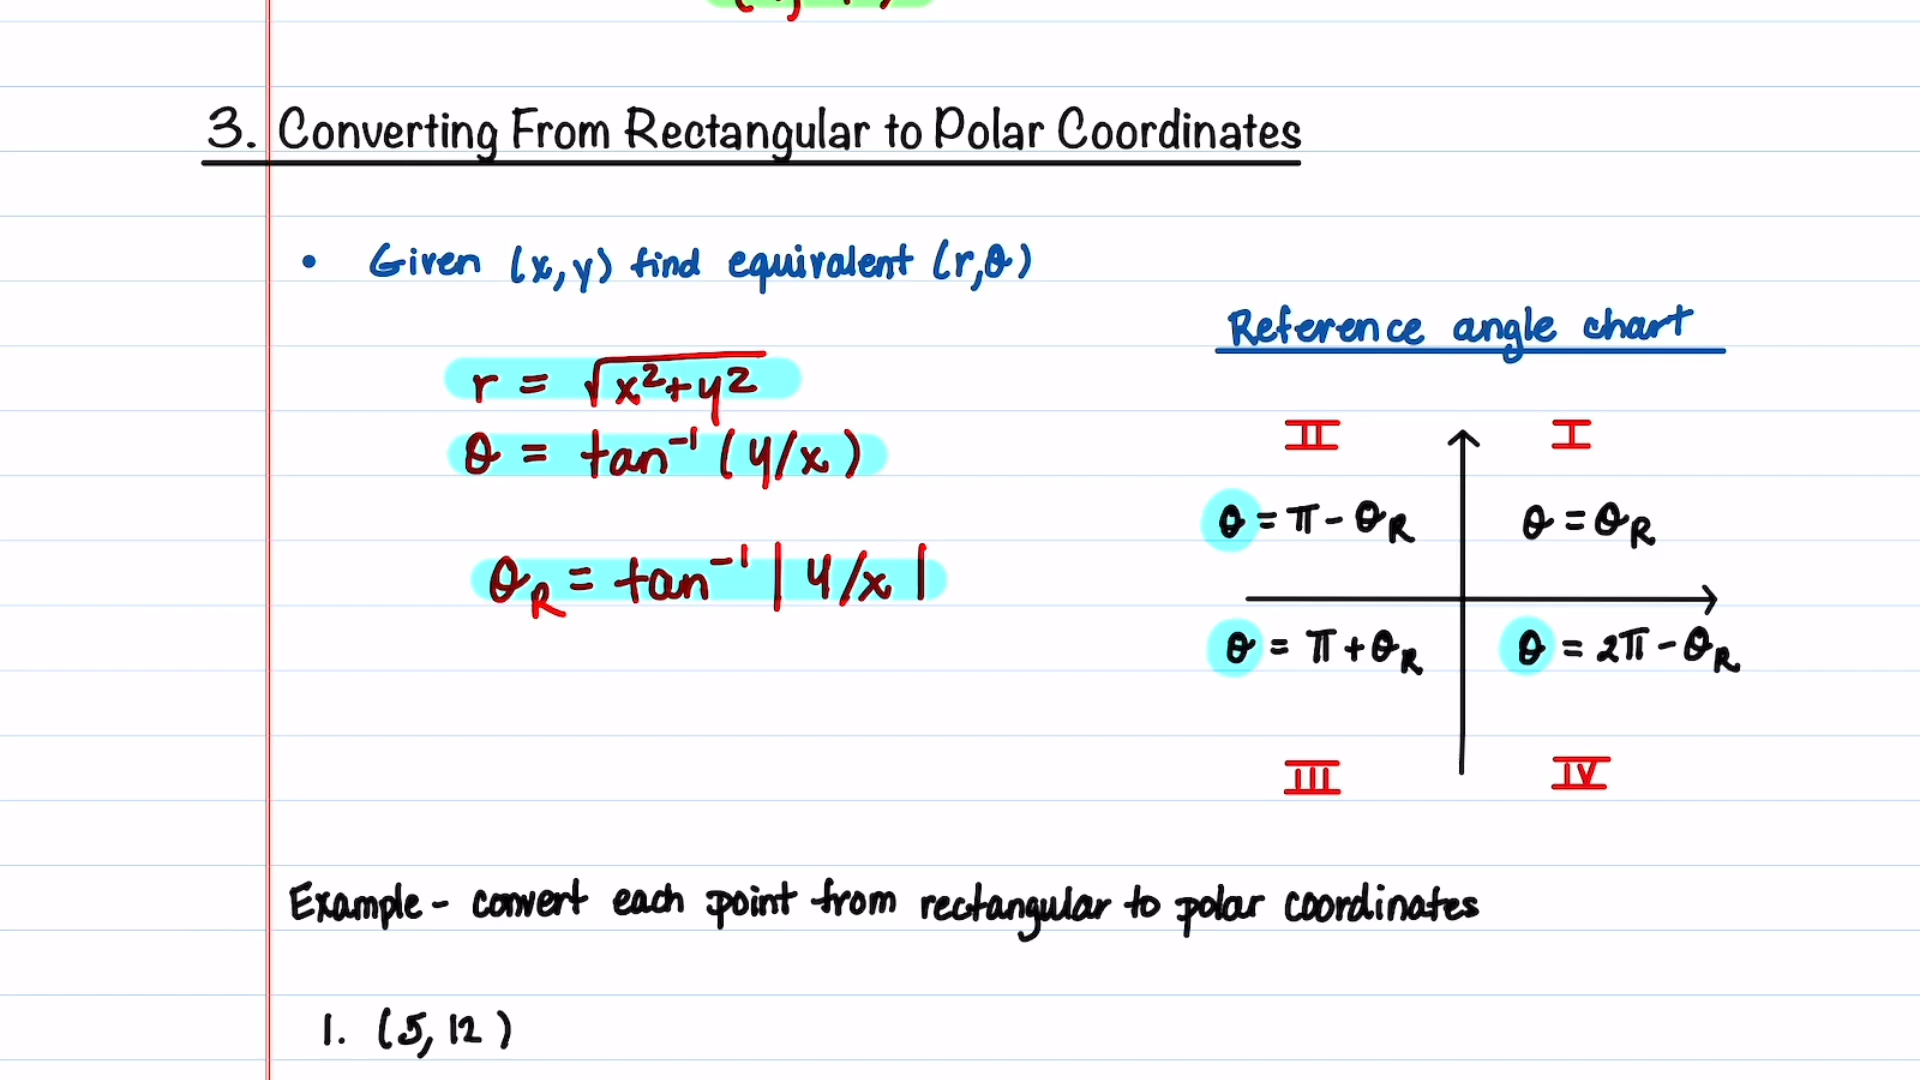 3. Converting From Rectangular to Polar Coordinates
• Given (x,y) find equivalent (r,θ)
Reference angle chart
r = √x²+y²
θ = tan⁻¹ (y/x)
θR = tan⁻¹ | y/x |
II I
θ = π - θR θ = θR
θ = π + θR θ = 2π - θR
III IV
Example - convert each point from rectangular to polar coordinates
1. (5, 12)